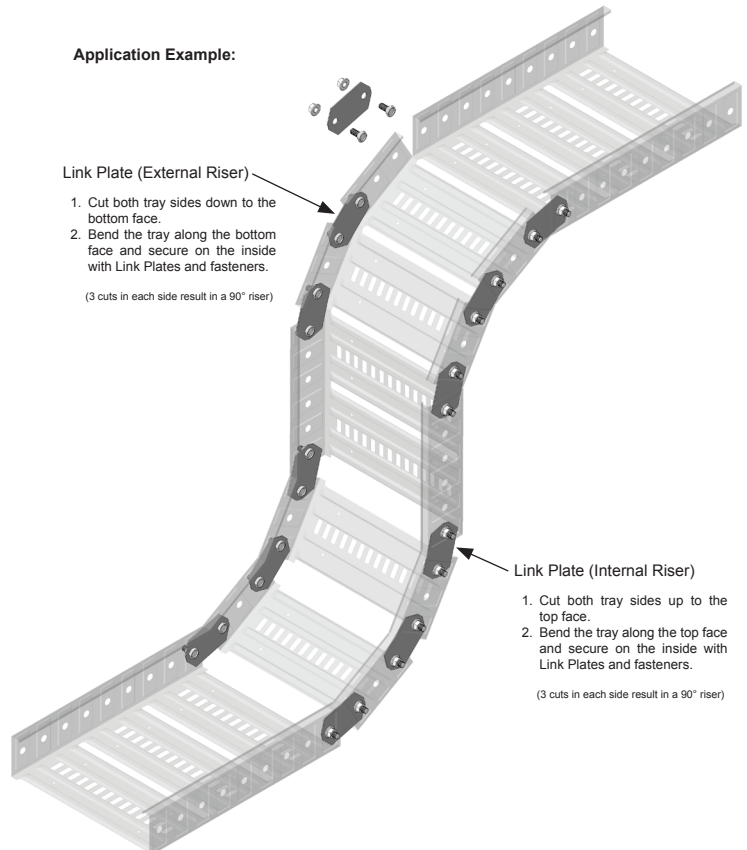 Application Example:
Link Plate (External Riser)
1. Cut both tray sides down to the
bottom face.
2. Bend the tray along the bottom
face and secure on the inside
with Link Plates and fasteners.
(3 cuts in each side result in a 90° riser)
Link Plate (Internal Riser)
1. Cut both tray sides up to the
top face.
2. Bend the tray along the top face
and secure on the inside with
Link Plates and fasteners.
(3 cuts in each side result in a 90° riser)